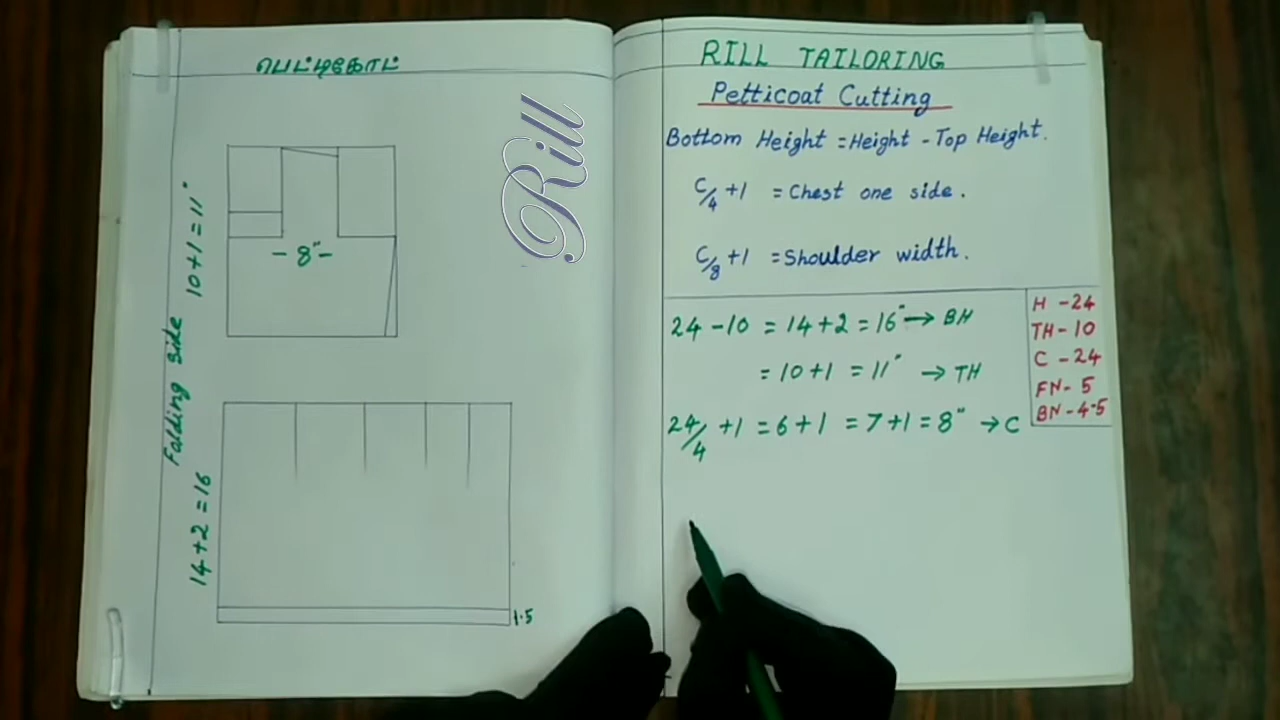 பெட்டிகோட்
Rill
10+1=11"
Folding side
-8"-
14+2=16
1.5
RILL TAILORING
Petticoat Cutting
Bottom Height =Height -Top Height.
C/4 +1 =Chest one side.
C/8 +1 =Shoulder width.
24-10 =14+2=16"→BH
=10+1 =11" →TH
24/4 +1 =6+1 =7+1=8" →C
H -24
TH-10
C -24
FN- 5
BN-4.5